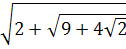 √(2 + √(9 + 4√2))